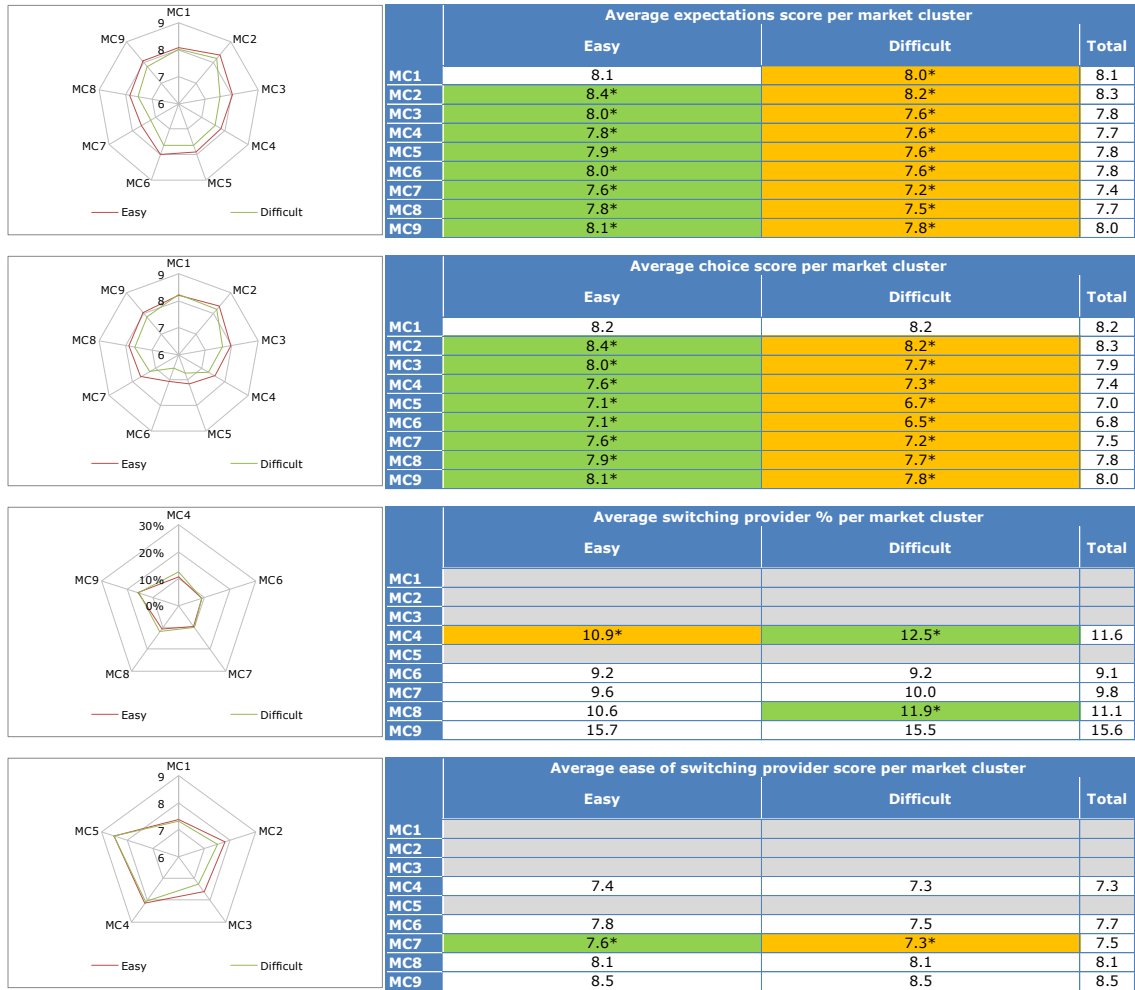 MC1
9
MC9
MC2
8
7
MC8
MC3
6
MC7
MC4
MC6
MC5
Easy
Difficult
Average expectations score per market cluster
Easy Difficult Total
MC1 8.1 8.0* 8.1
MC2 8.4* 8.2* 8.3
MC3 8.0* 7.6* 7.8
MC4 7.8* 7.6* 7.7
MC5 7.9* 7.6* 7.8
MC6 8.0* 7.6* 7.8
MC7 7.6* 7.2* 7.4
MC8 7.8* 7.5* 7.7
MC9 8.1* 7.8* 8.0
MC1
9
MC9
MC2
8
7
MC8
MC3
6
MC7
MC4
MC6
MC5
Easy
Difficult
Average choice score per market cluster
Easy Difficult Total
MC1 8.2 8.2 8.2
MC2 8.4* 8.2* 8.3
MC3 8.0* 7.7* 7.9
MC4 7.6* 7.3* 7.4
MC5 7.1* 6.7* 7.0
MC6 7.1* 6.5* 6.8
MC7 7.6* 7.2* 7.5
MC8 7.9* 7.7* 7.8
MC9 8.1* 7.8* 8.0
MC4
30%
20%
MC9
MC6
10%
0%
MC8
MC7
Easy
Difficult
Average switching provider % per market cluster
Easy Difficult Total
MC1
MC2
MC3
MC4 10.9* 12.5* 11.6
MC5
MC6 9.2 9.2 9.1
MC7 9.6 10.0 9.8
MC8 10.6 11.9* 11.1
MC9 15.7 15.5 15.6
MC1
9
8
MC5
MC2
7
6
MC4
MC3
Easy
Difficult
Average ease of switching provider score per market cluster
Easy Difficult Total
MC1
MC2
MC3
MC4 7.4 7.3 7.3
MC5
MC6 7.8 7.5 7.7
MC7 7.6* 7.3* 7.5
MC8 8.1 8.1 8.1
MC9 8.5 8.5 8.5